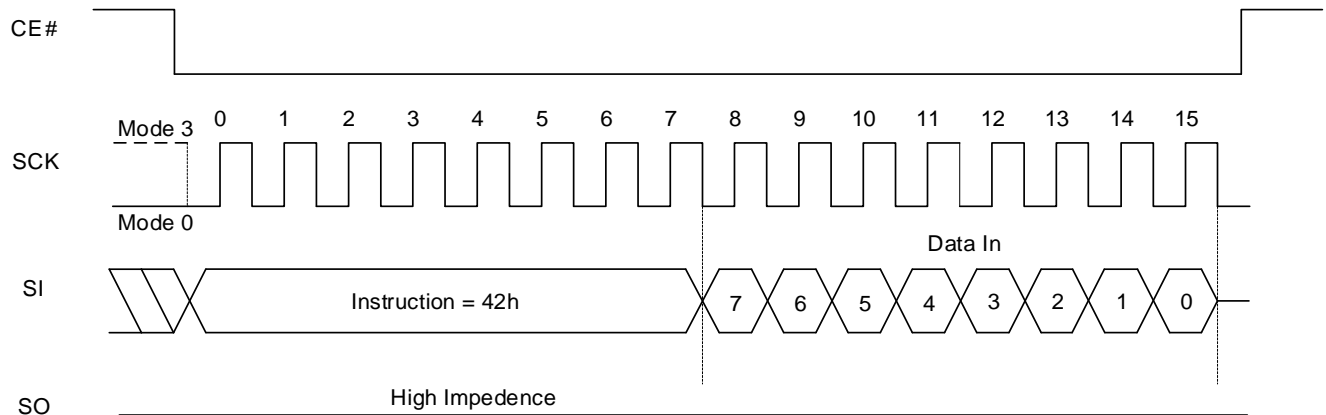 CE#
Mode 3
0 1 2 3 4 5 6 7 8 9 10 11 12 13 14 15
SCK
Mode 0
Data In
SI
Instruction = 42h
7 6 5 4 3 2 1 0
High Impedence
SO